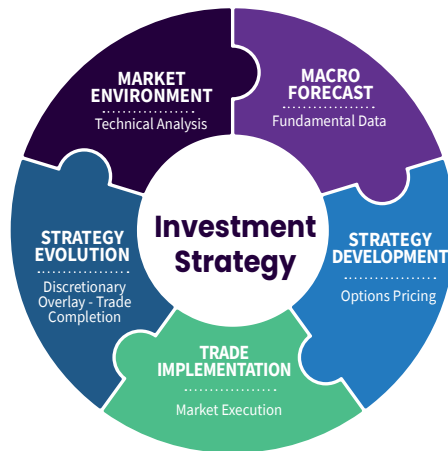 MARKET
ENVIRONMENT
Technical Analysis
MACRO
FORECAST
Fundamental Data
STRATEGY
DEVELOPMENT
Options Pricing
TRADE
IMPLEMENTATION
Market Execution
STRATEGY
EVOLUTION
Discretionary
Overlay - Trade
Completion
Investment
Strategy